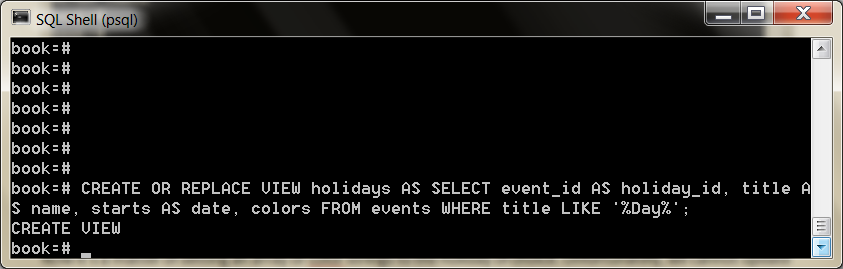 SQL Shell (psql)
book=#
book=#
book=#
book=#
book=#
book=#
book=#
book=# CREATE OR REPLACE VIEW holidays AS SELECT event_id AS holiday_id, title A
S name, starts AS date, colors FROM events WHERE title LIKE '%Day%';
CREATE VIEW
book=#